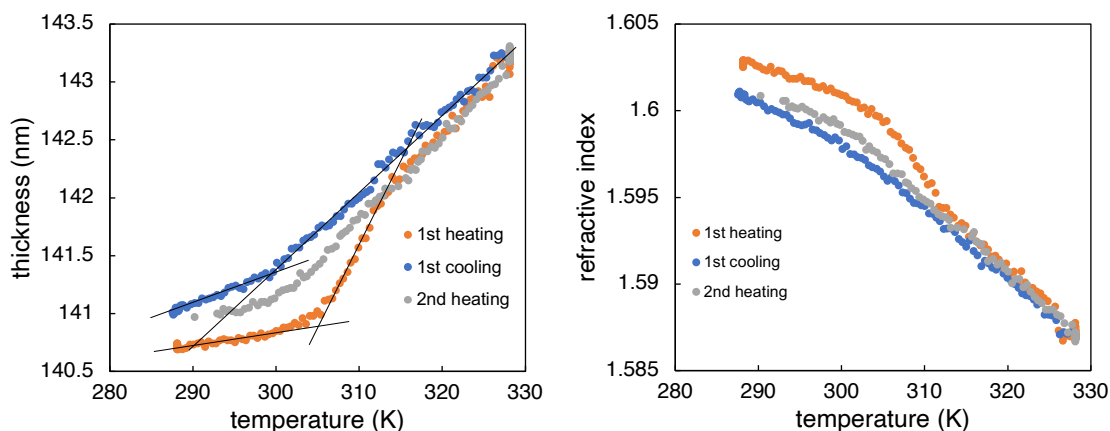 143.5
143
142.5
142
141.5
141
140.5
thickness (nm)
280
290
300
310
320
330
temperature (K)
1st heating
1st cooling
2nd heating
1.605
1.6
1.595
1.59
1.585
refractive index
280
290
300
310
320
330
temperature (K)
1st heating
1st cooling
2nd heating